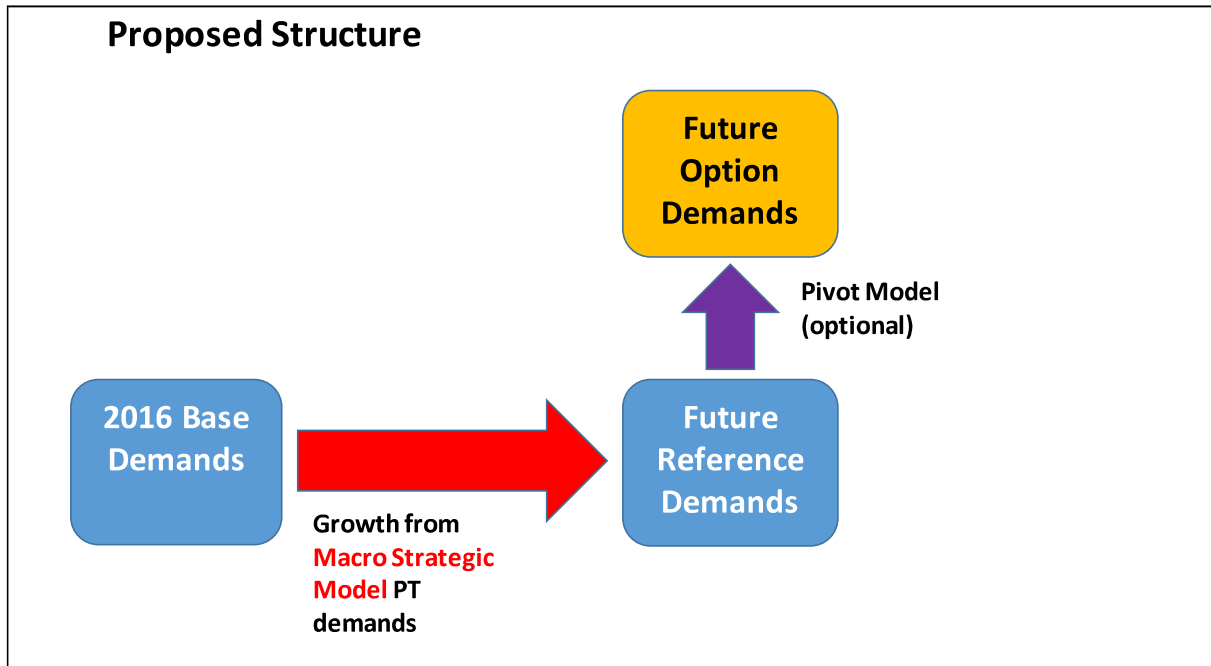 Proposed Structure
Future
Option
Demands
Pivot Model
(optional)
2016 Base
Demands
Future
Reference
Demands
Growth from
Macro Strategic
Model PT
demands